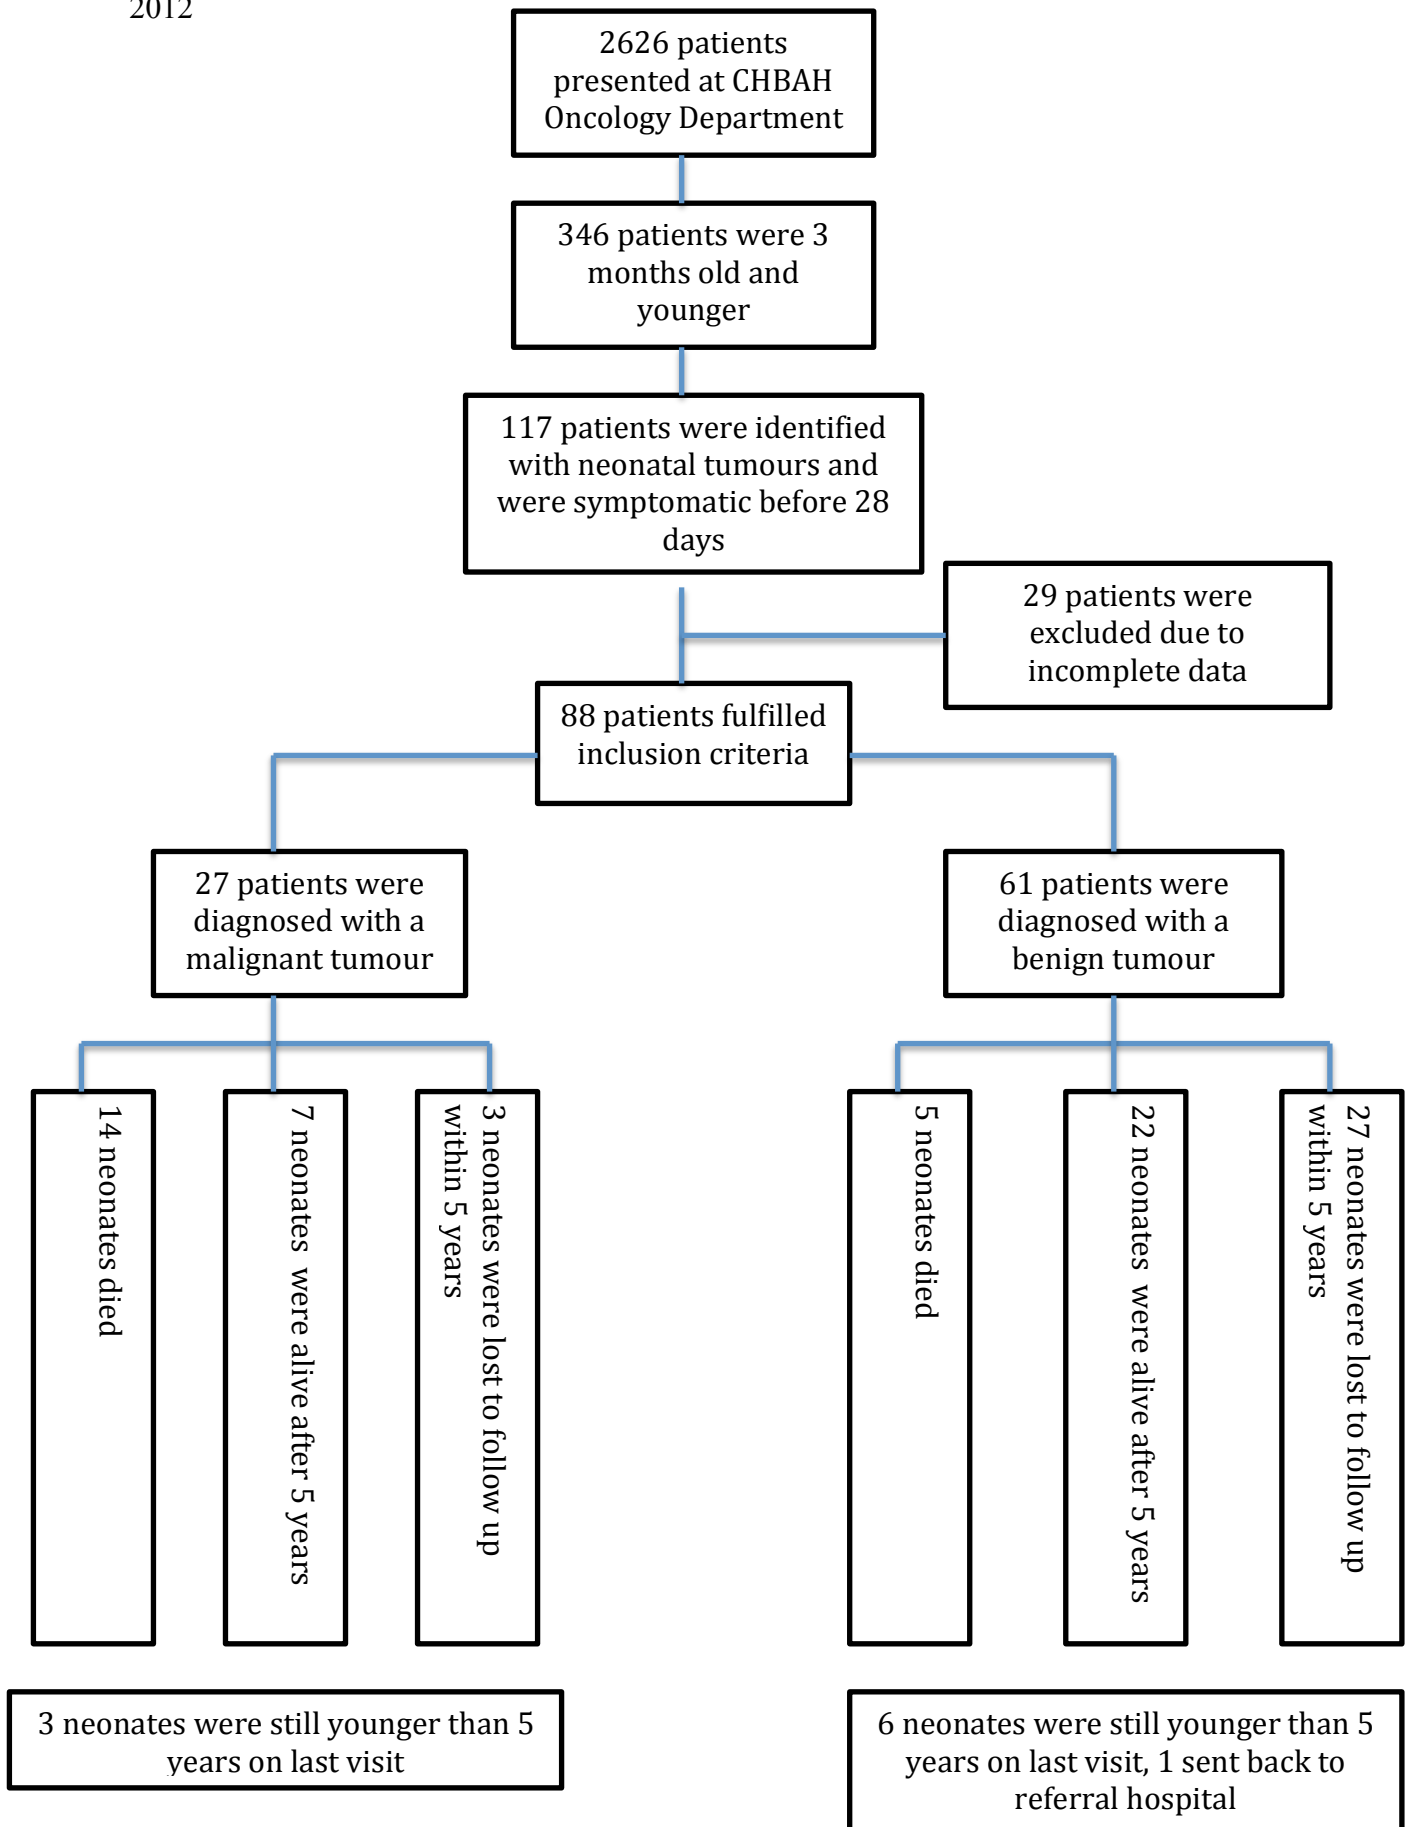 2012
2626 patients
presented at CHBAH
Oncology Department
346 patients were 3
months old and
younger
117 patients were identified
with neonatal tumours and
were symptomatic before 28
days
29 patients were
excluded due to
incomplete data
88 patients fulfilled
inclusion criteria
27 patients were
diagnosed with a
malignant tumour
61 patients were
diagnosed with a
benign tumour
14 neonates died
7 neonates were alive after 5 years
3 neonates were lost to follow up
within 5 years
5 neonates died
22 neonates were alive after 5 years
27 neonates were lost to follow up
within 5 years
3 neonates were still younger than 5
years on last visit
6 neonates were still younger than 5
years on last visit, 1 sent back to
referral hospital